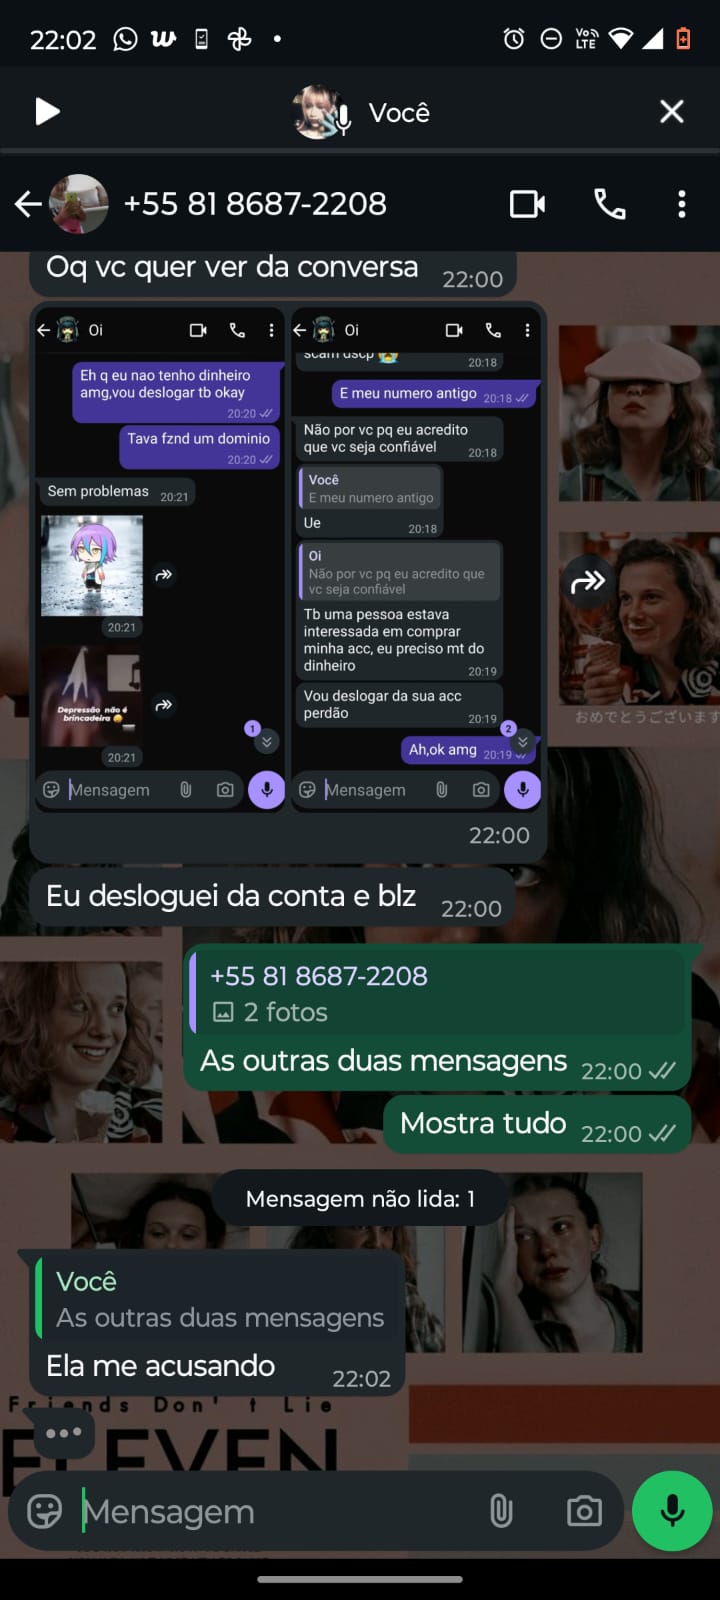 22:02
Vo)) LTE
Você
+55 81 8687-2208
Oq vc quer ver da conversa 22:00
Oi
Eh q eu nao tenho dinheiro
amg,vou deslogar tb okay
20:20
Tava fznd um dominio
20:20
Sem problemas 20:21
20:21
Depressão não é
brincadeira
20:21
1
Mensagem
Oi
scam dscp
20:18
E meu numero antigo 20:18
Não por vc pq eu acredito
que vc seja confiável 20:18
Você
E meu numero antigo
Ue 20:18
Oi
Não por vc pq eu acredito que
vc seja confiável
Tb uma pessoa estava
interessada em comprar
minha acc, eu preciso mt do
dinheiro 20:19
Vou deslogar da sua acc
perdão 20:19
2
Ah,ok amg 20:19
Mensagem
22:00
おめでとうございます
Eu desloguei da conta e blz 22:00
+55 81 8687-2208
2 fotos
As outras duas mensagens 22:00
Mostra tudo 22:00
Mensagem não lida: 1
Você
As outras duas mensagens
Ela me acusando 22:02
Friends Don't Lie
ELEVEN
Mensagem